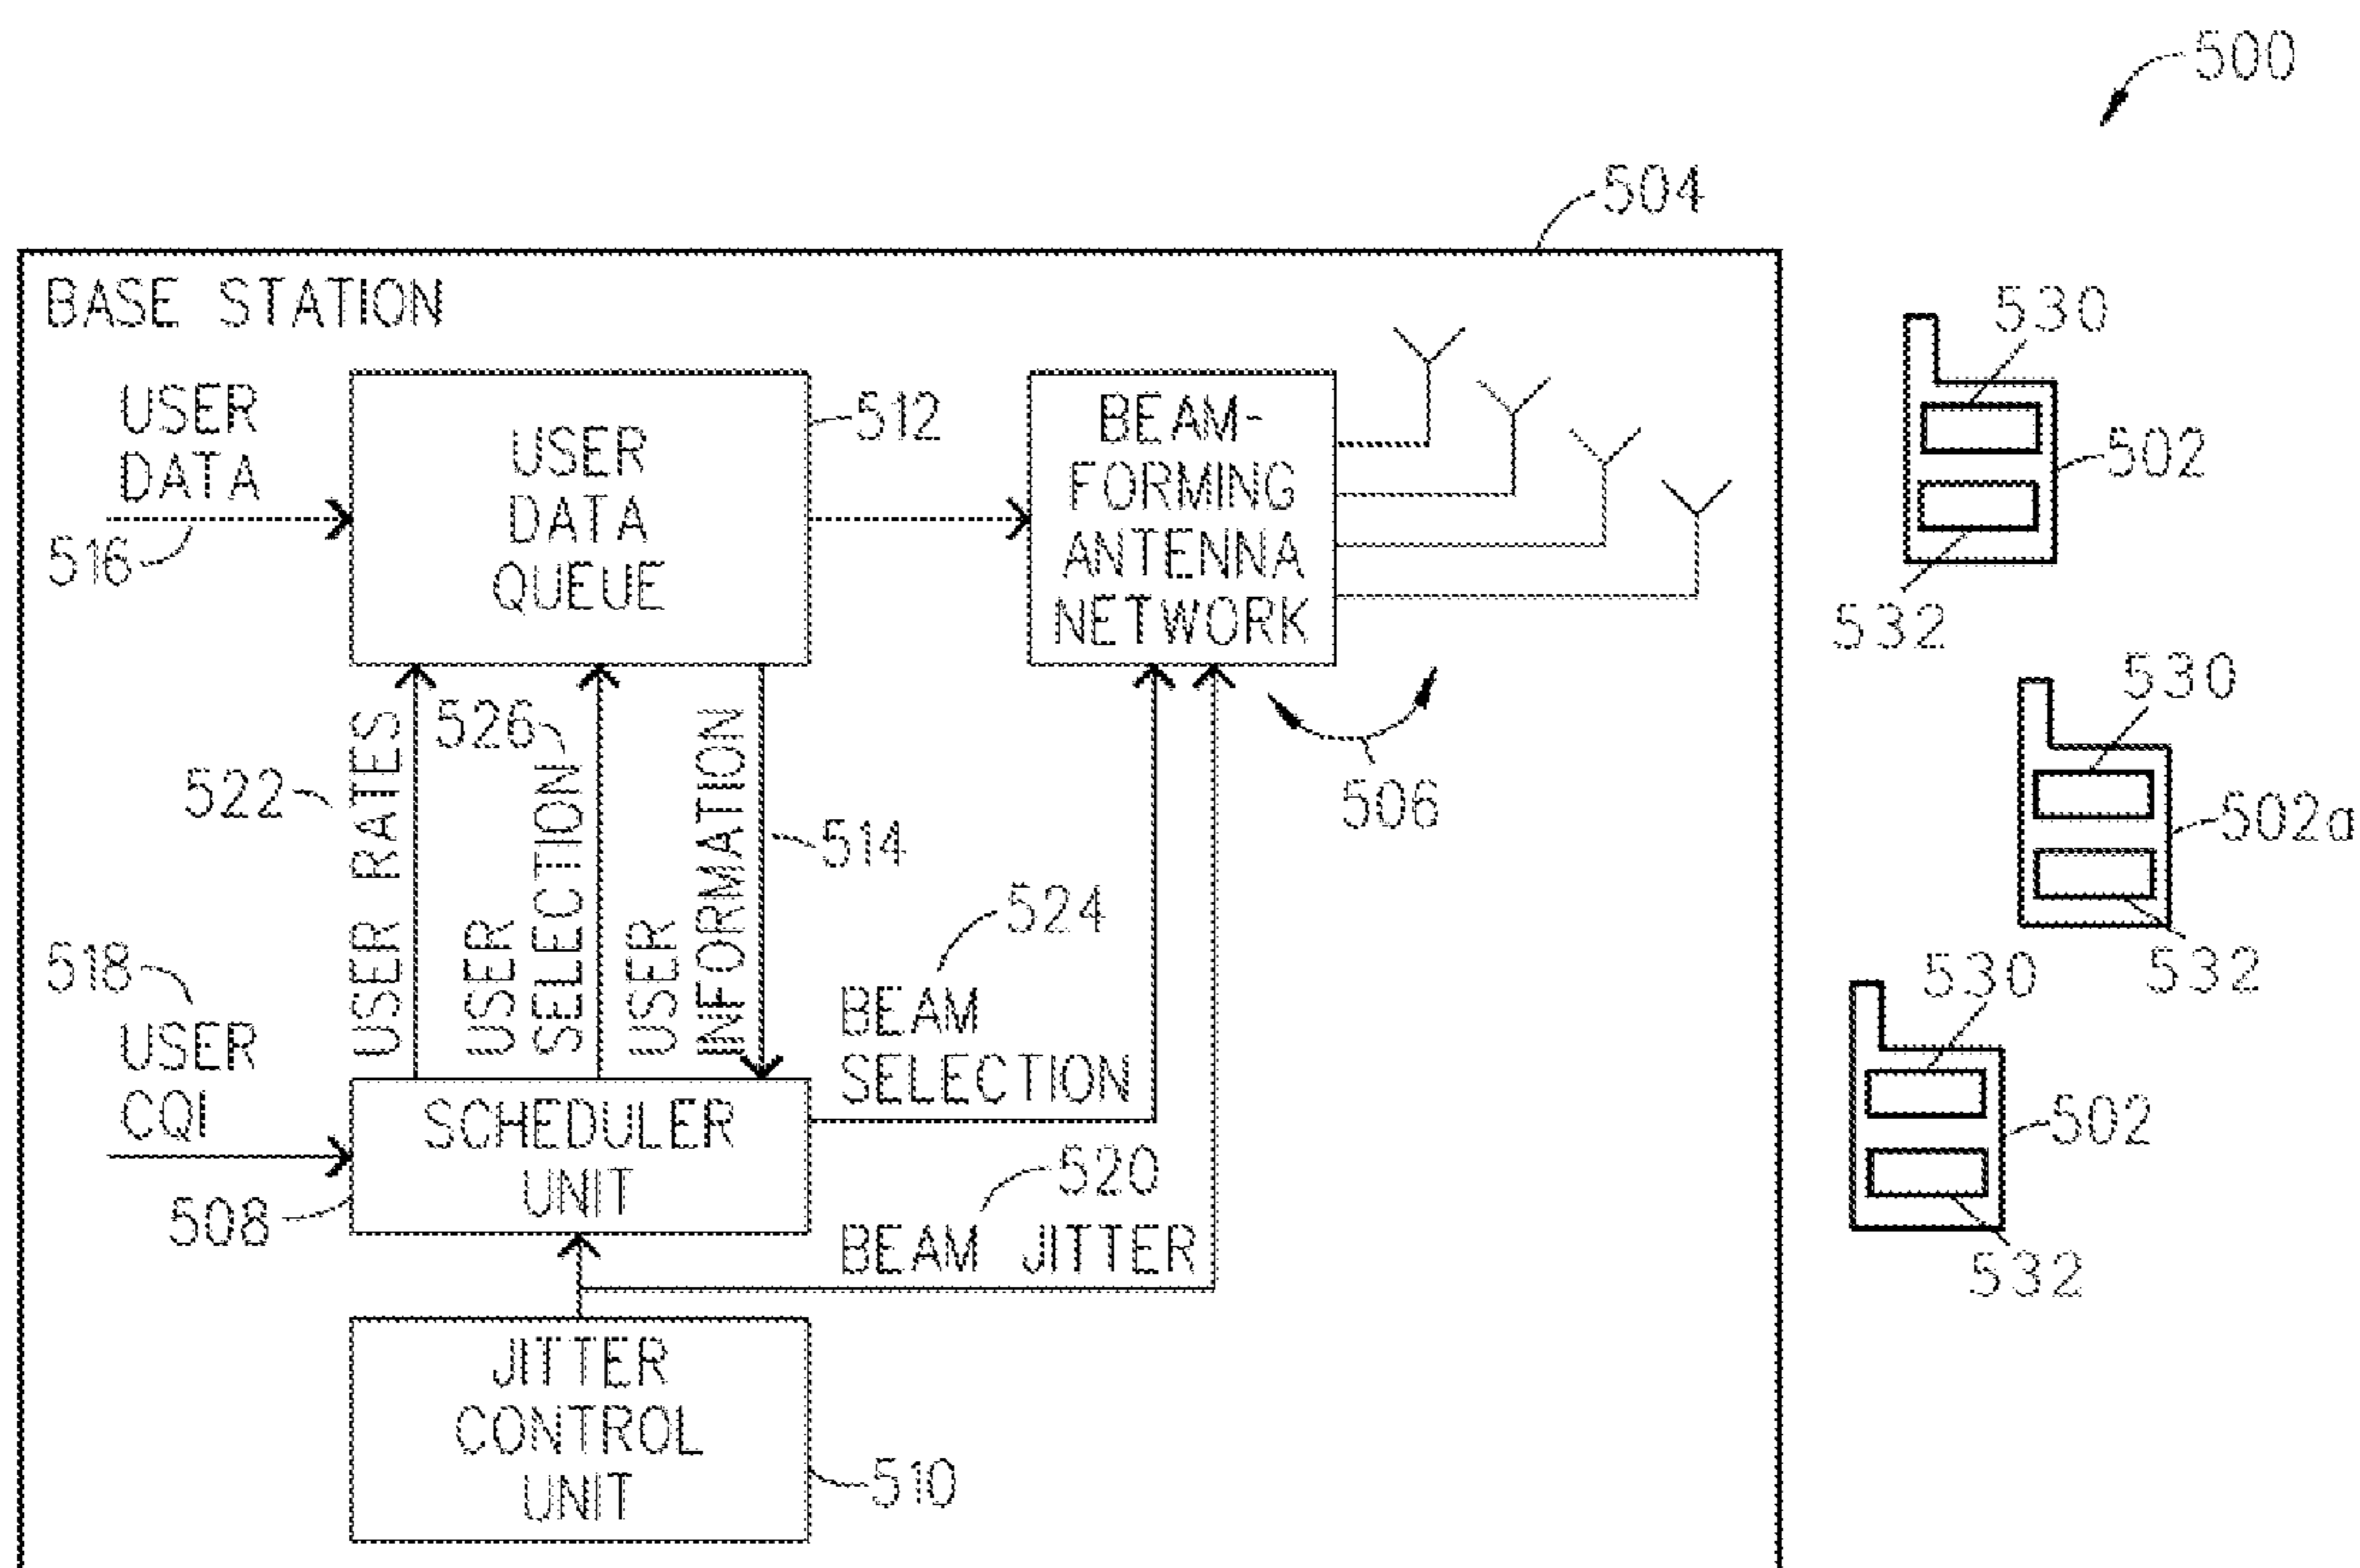 500
504
BASE STATION
USER
DATA
516
USER
DATA
QUEUE
512
BEAM-
FORMING
ANTENNA
NETWORK
506
522
USER RATES
526
USER
SELECTION
USER
INFORMATION
514
524
BEAM
SELECTION
518
USER
CQI
SCHEDULER
UNIT
508
520
BEAM JITTER
JITTER
CONTROL
UNIT
510
530
502
532
530
502a
532
530
502
532